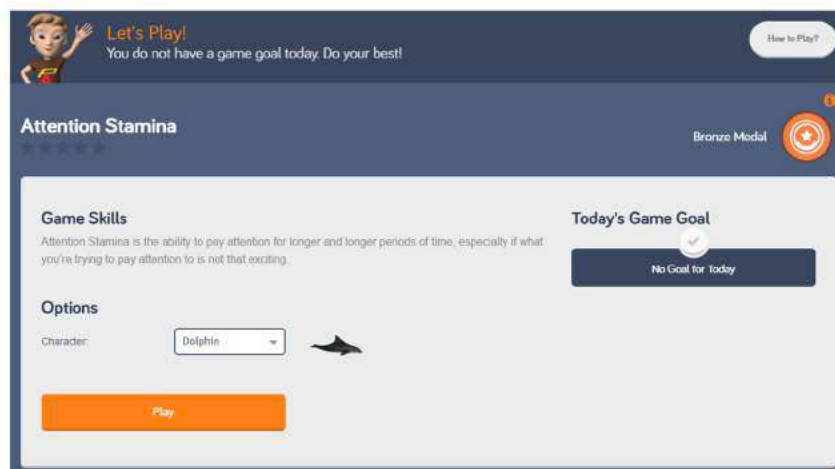 Let's Play!
You do not have a game goal today. Do your best!
How to Play?
Attention Stamina
Bronze Medal
Game Skills
Attention Stamina is the ability to pay attention for longer and longer periods of time, especially if what
you're trying to pay attention to is not that exciting.
Today's Game Goal
No Goal for Today
Options
Character:
Dolphin
Play